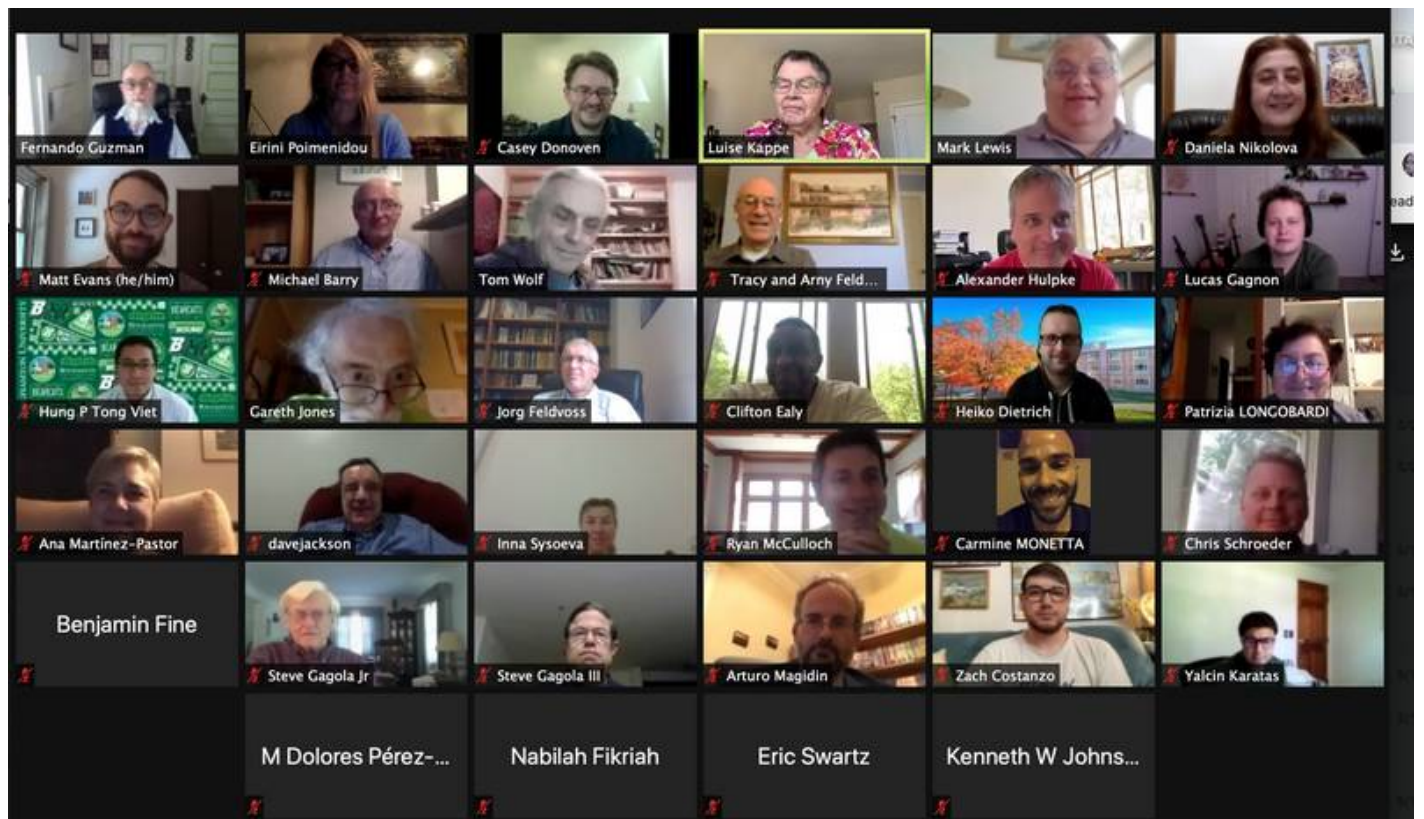 Fernando Guzman
Eirini Poimenidou
Casey Donoven
Luise Kappe
Mark Lewis
Daniela Nikolova
Matt Evans (he/him)
Michael Barry
Tom Wolf
Tracy and Arny Feld...
Alexander Hulpke
Lucas Gagnon
BEARCATS
B
Hung P Tong Viet
Gareth Jones
Jorg Feldvoss
Clifton Ealy
Heiko Dietrich
Patrizia LONGOBARDI
Ana Martínez-Pastor
davejackson
Inna Sysoeva
Ryan McCulloch
Carmine MONETTA
Chris Schroeder
Benjamin Fine
Steve Gagola Jr
Steve Gagola III
Arturo Magidin
Zach Costanzo
Yalcin Karatas
M Dolores Pérez-...
Nabilah Fikriah
Eric Swartz
Kenneth W Johns...